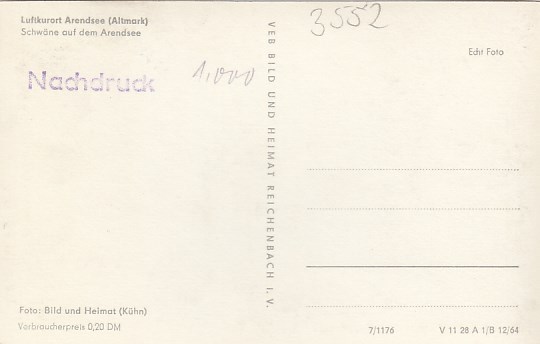 Luftkurort Arendsee (Altmark)
Schwäne auf dem Arendsee
3552
Echt Foto
Nachdruck
1.000
VEB BILD UND HEIMAT REICHENBACH I. V.
Foto: Bild und Heimat (Kühn)
Verbraucherpreis 0,20 DM
7/1176
V 11 28 A 1/B 12/64